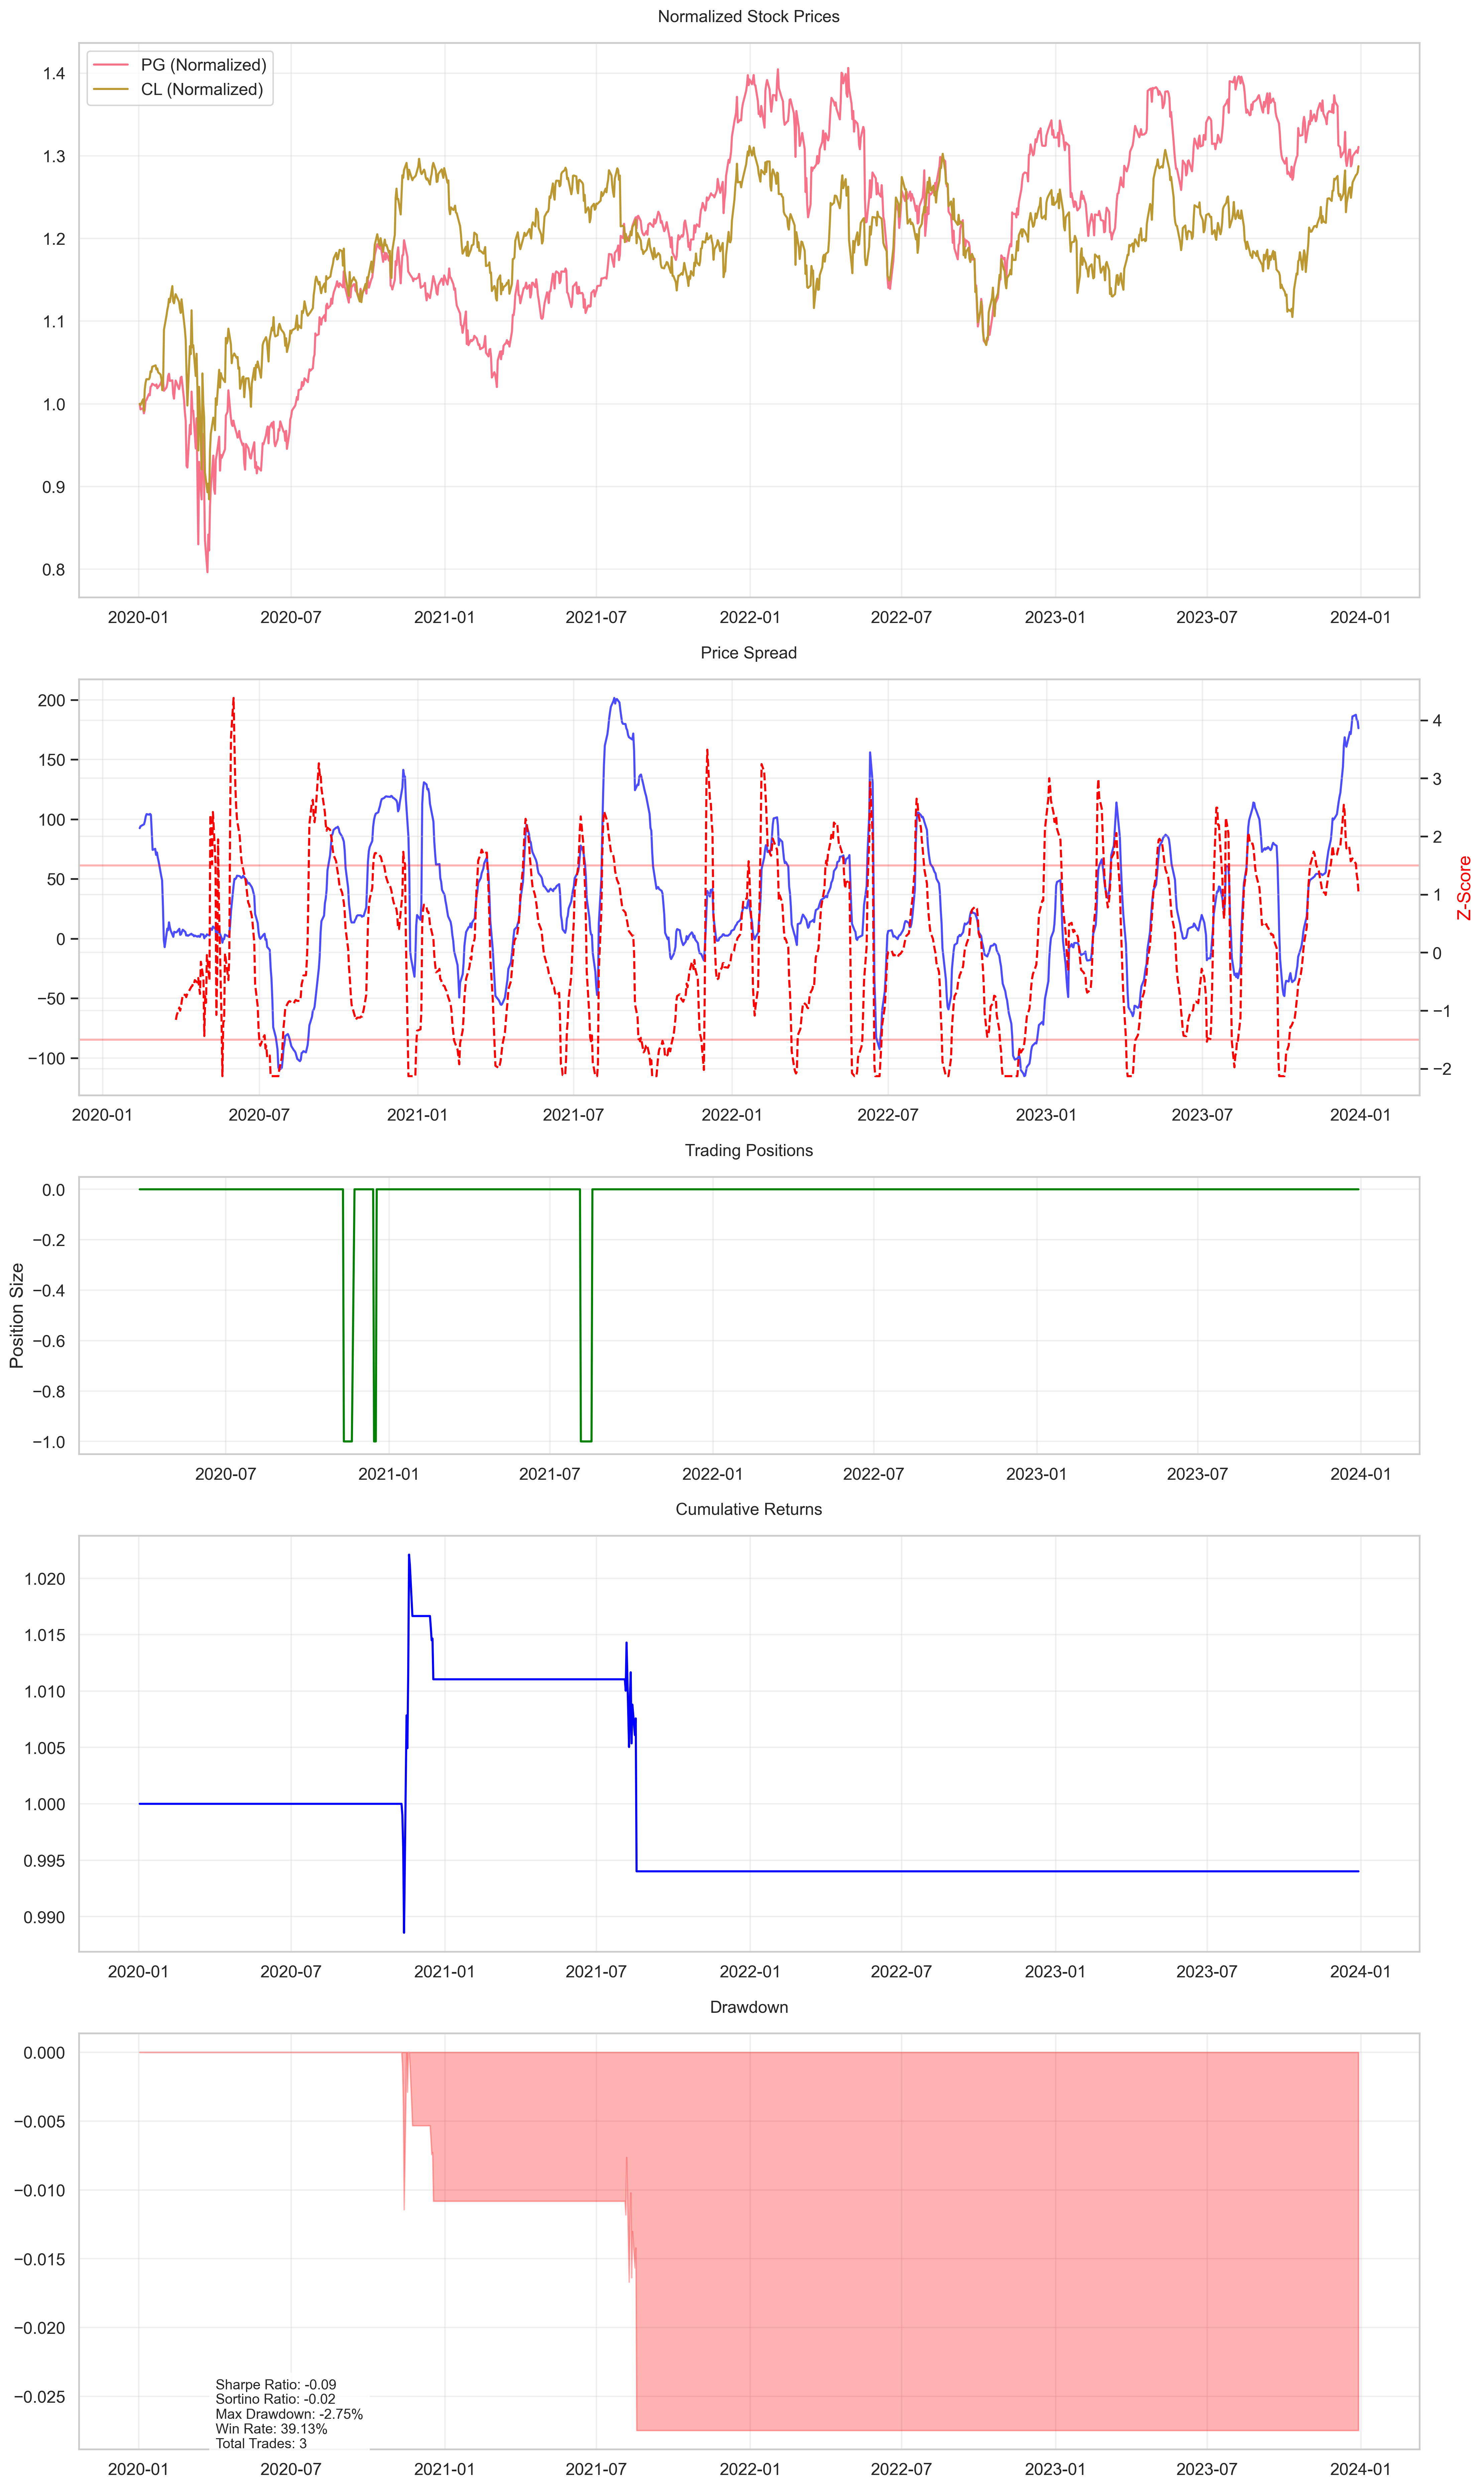 Normalized Stock Prices
PG (Normalized)
CL (Normalized)
1.4
1.3
1.2
1.1
1.0
0.9
0.8
2020-01 2020-07 2021-01 2021-07 2022-01 2022-07 2023-01 2023-07 2024-01
Price Spread
200
150
100
50
0
−50
−100
4
3
2
1
0
−1
−2
Z-Score
2020-01 2020-07 2021-01 2021-07 2022-01 2022-07 2023-01 2023-07 2024-01
Trading Positions
Position Size
0.0
−0.2
−0.4
−0.6
−0.8
−1.0
2020-07 2021-01 2021-07 2022-01 2022-07 2023-01 2023-07 2024-01
Cumulative Returns
1.020
1.015
1.010
1.005
1.000
0.995
0.990
2020-01 2020-07 2021-01 2021-07 2022-01 2022-07 2023-01 2023-07 2024-01
Drawdown
0.000
−0.005
−0.010
−0.015
−0.020
−0.025
Sharpe Ratio: -0.09
Sortino Ratio: -0.02
Max Drawdown: -2.75%
Win Rate: 39.13%
Total Trades: 3
2020-01 2020-07 2021-01 2021-07 2022-01 2022-07 2023-01 2023-07 2024-01